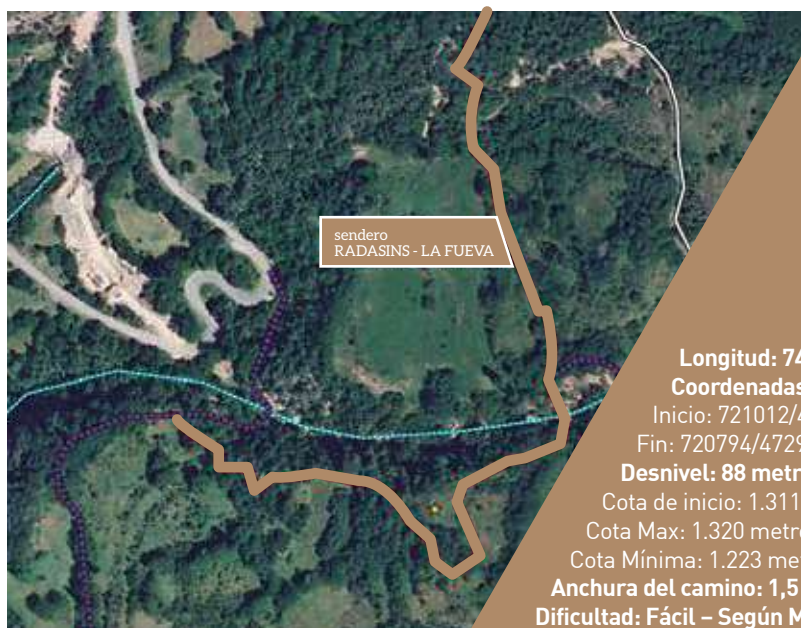 sendero
RADASINS - LA FUEVA
Longitud: 74
Coordenadas
Inicio: 721012/4
Fin: 720794/4729
Desnivel: 88 metr
Cota de inicio: 1.311
Cota Max: 1.320 metr
Cota Mínima: 1.223 me
Anchura del camino: 1,5
Dificultad: Fácil – Según M